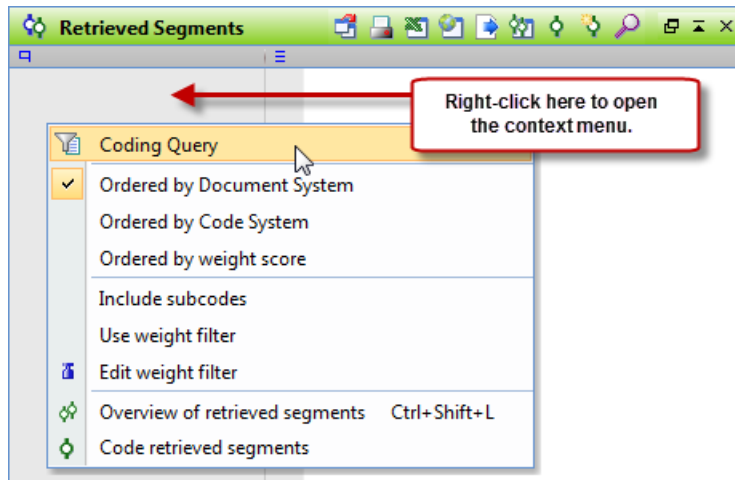 Retrieved Segments
Right-click here to open
the context menu.
Coding Query
Ordered by Document System
Ordered by Code System
Ordered by weight score
Include subcodes
Use weight filter
Edit weight filter
Overview of retrieved segments Ctrl+Shift+L
Code retrieved segments